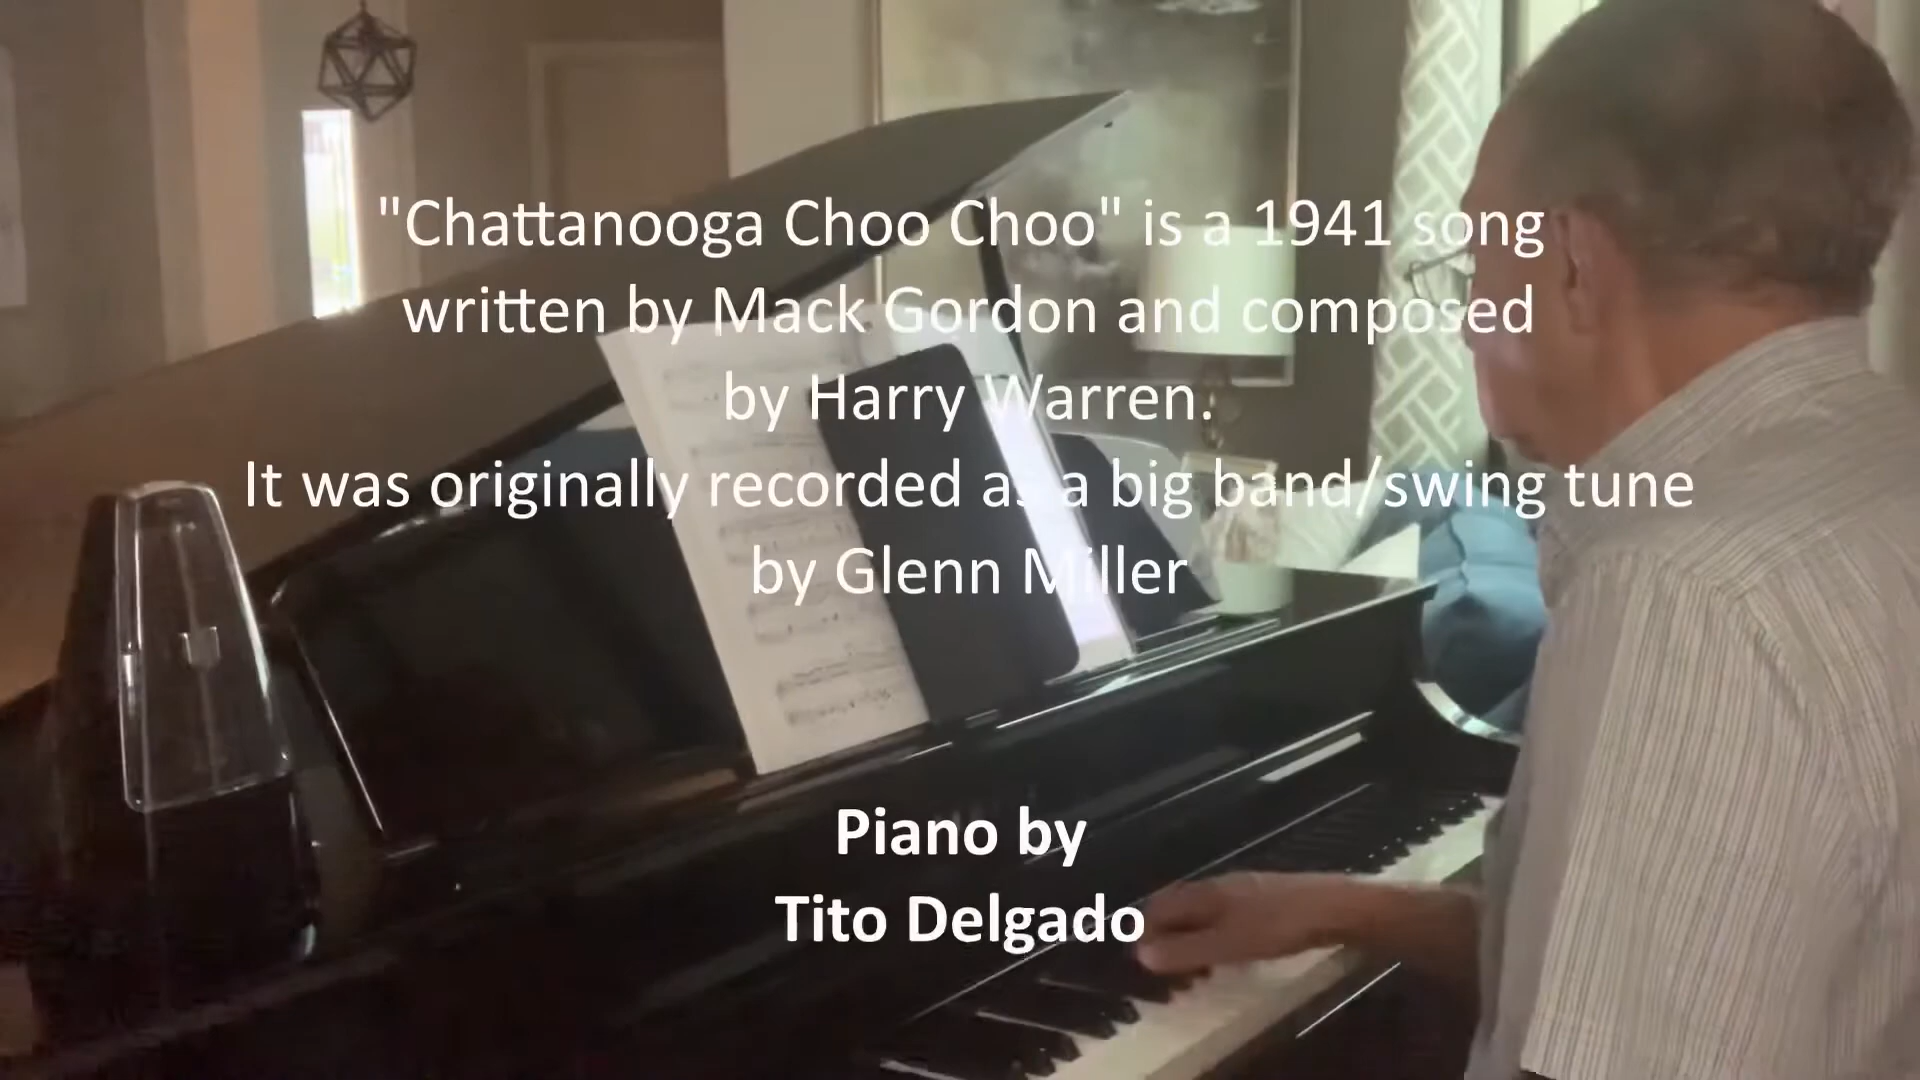 "Chattanooga Choo Choo" is a 1941 song
written by Mack Gordon and composed
by Harry Warren.
It was originally recorded as a big band/swing tune
by Glenn Miller
Piano by
Tito Delgado